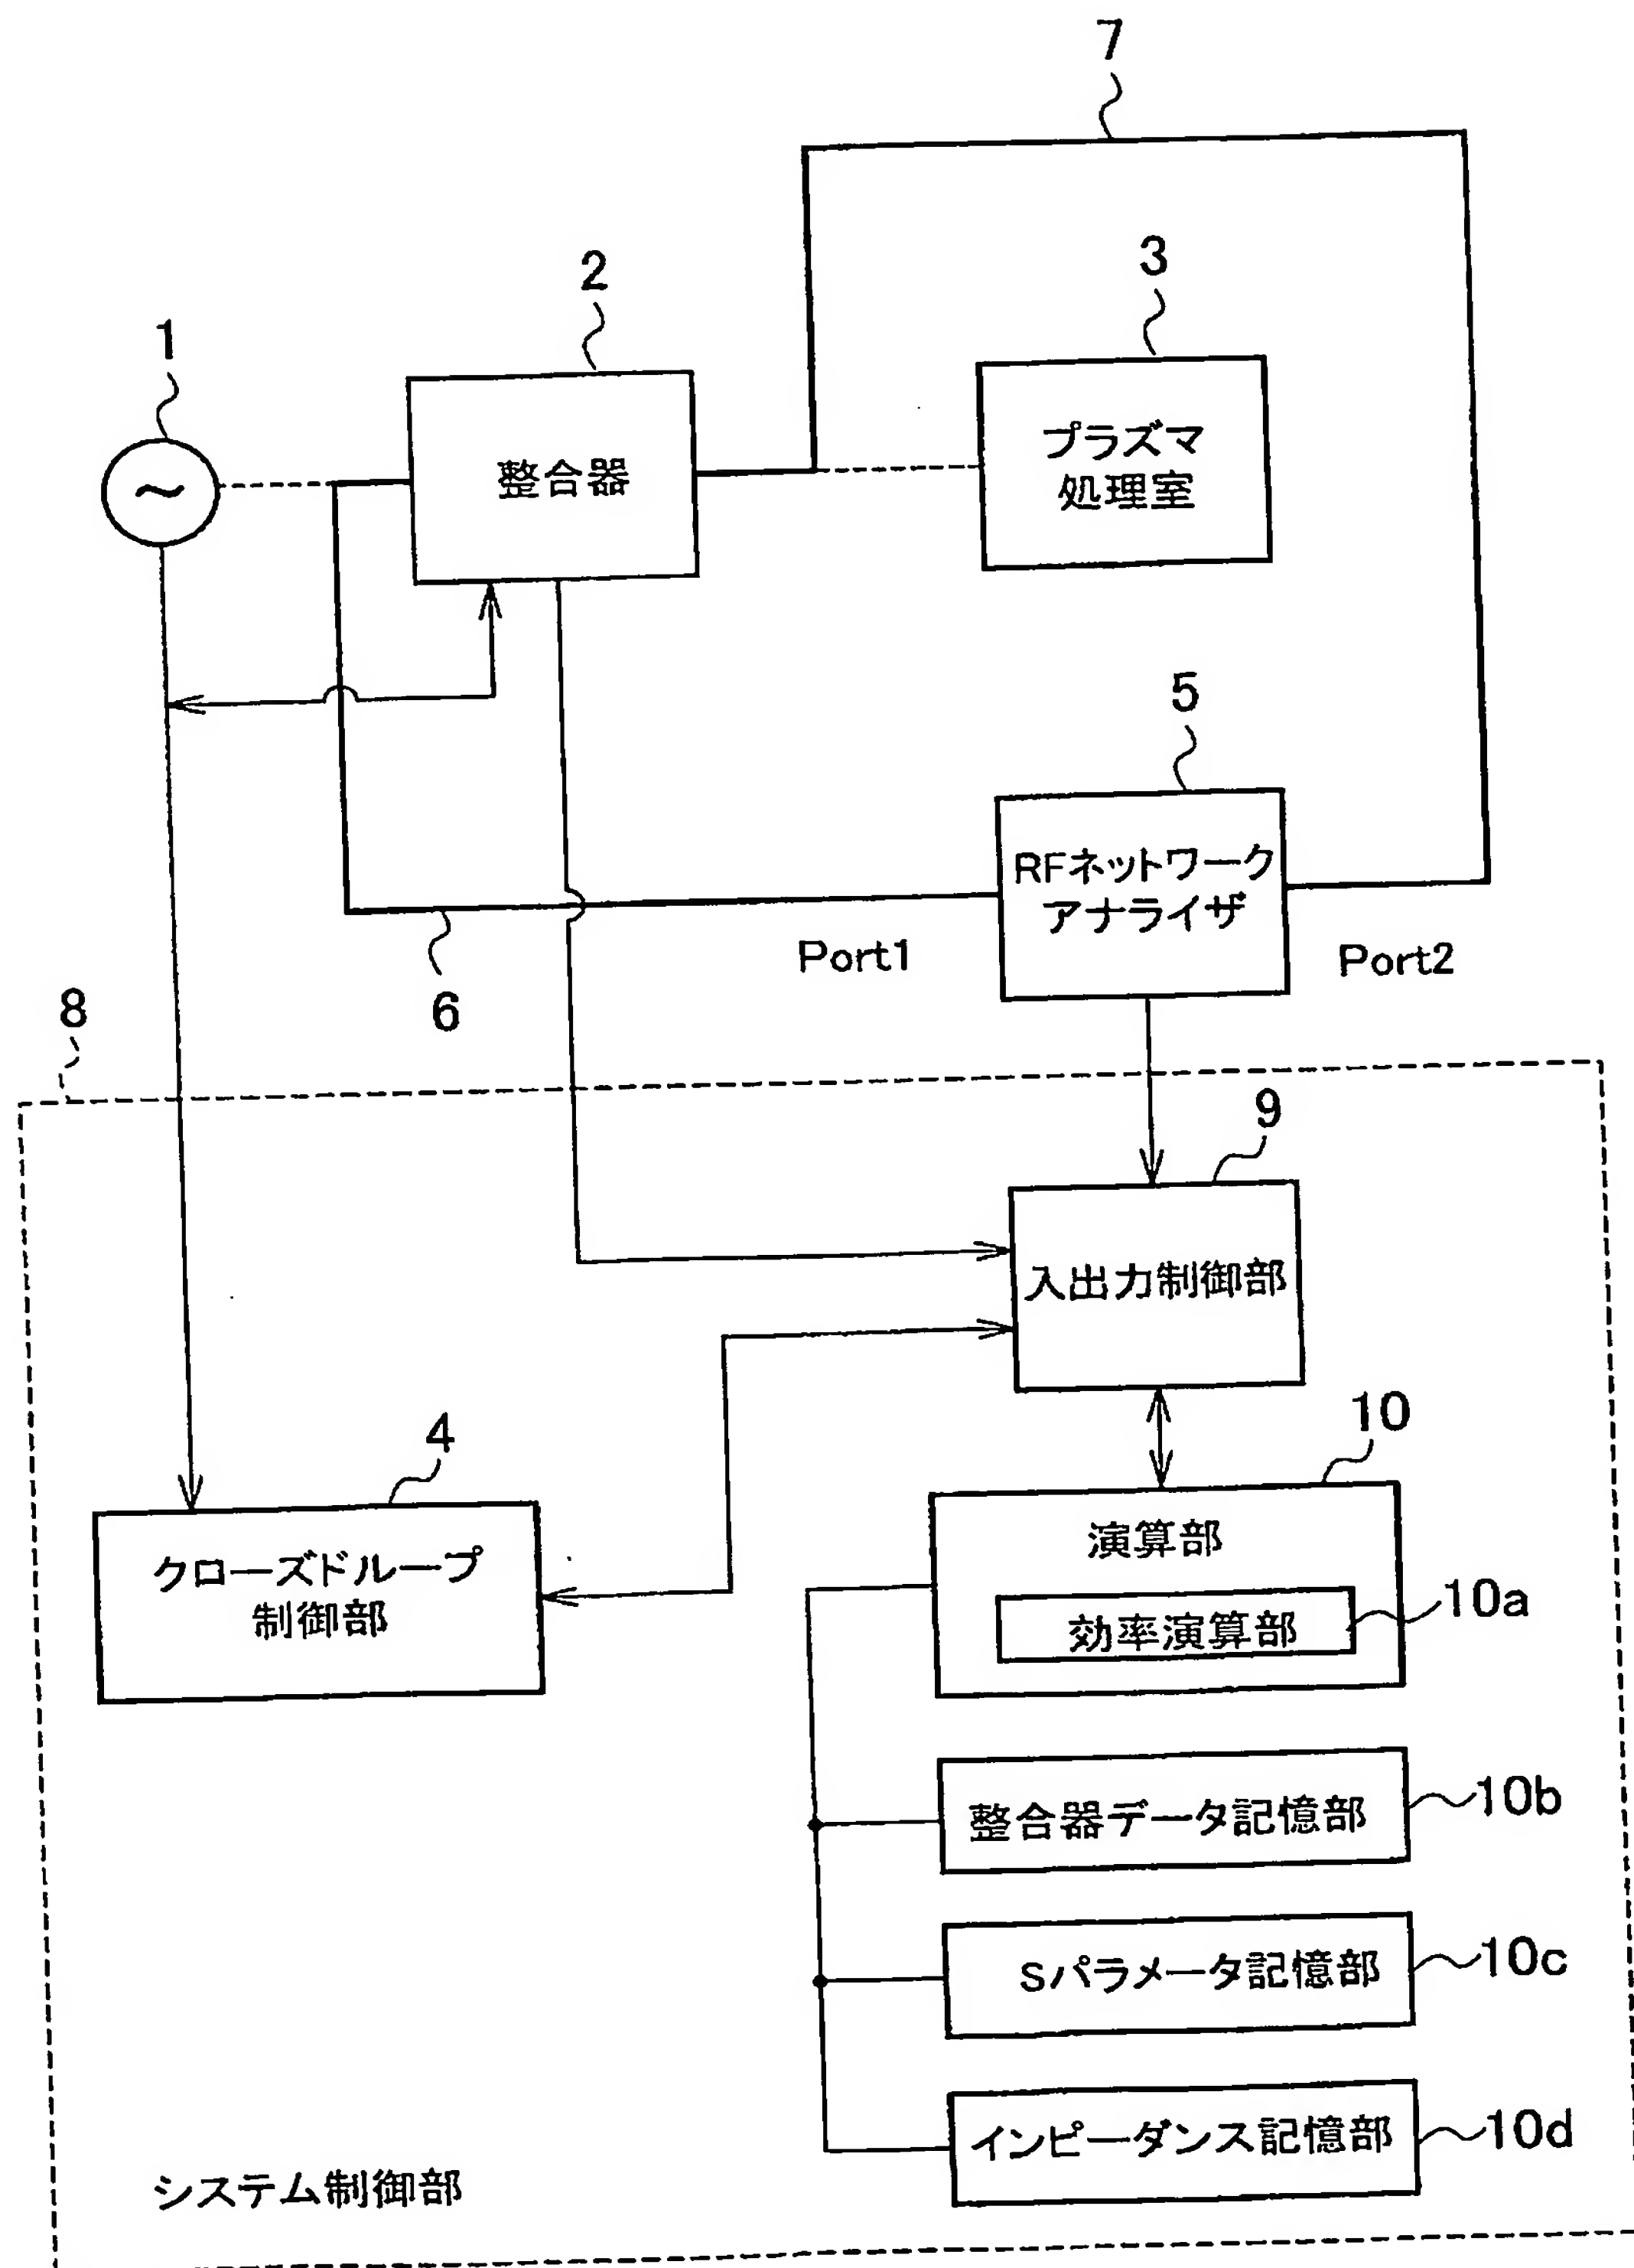 7
2
3
1
~
整合器
プラズマ
処理室
5
RFネットワーク
アナライザ
Port1
Port2
6
8
9
入出力制御部
4
10
クローズドループ
制御部
演算部
効率演算部
10a
整合器データ記憶部
10b
Sパラメータ記憶部
10c
インピーダンス記憶部
10d
システム制御部